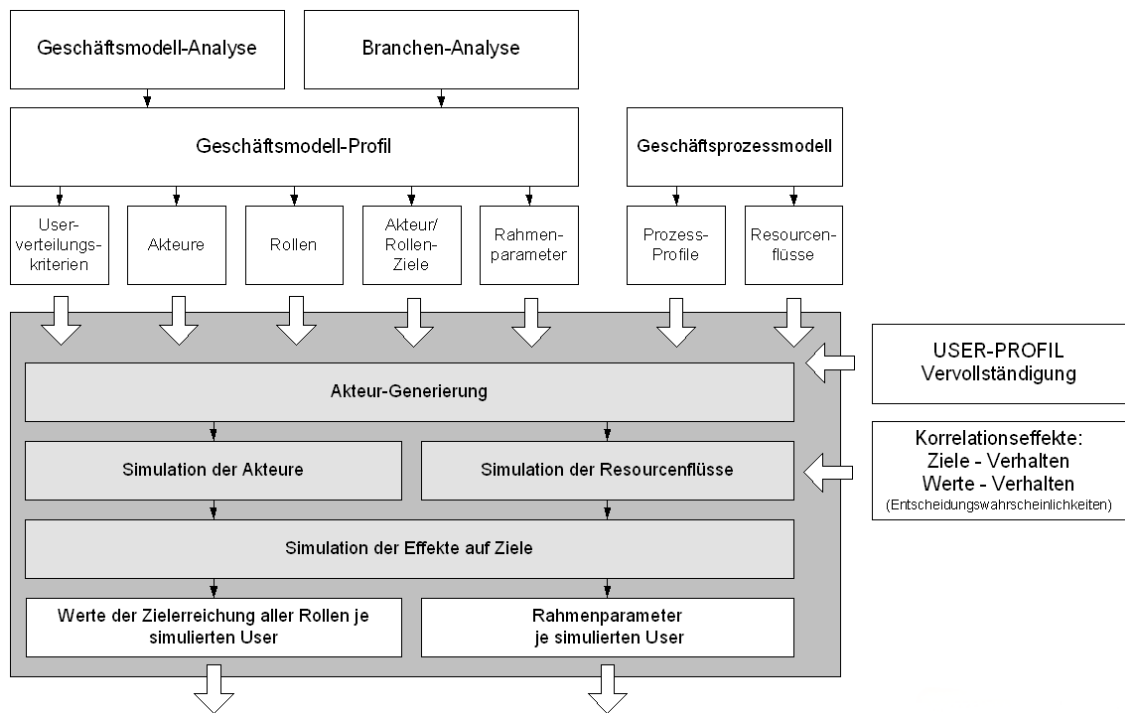 Geschäftsmodell-Analyse
Branchen-Analyse
Geschäftsmodell-Profil
Geschäftsprozessmodell
User-
verteilungs-
kriterien
Akteure
Rollen
Akteur/
Rollen-
Ziele
Rahmen-
parameter
Prozess-
Profile
Resourcen-
flüsse
USER-PROFIL
Vervollständigung
Akteur-Generierung
Korrelationseffekte:
Ziele - Verhalten
Werte - Verhalten
(Entscheidungswahrscheinlichkeiten)
Simulation der Akteure
Simulation der Resourcenflüsse
Simulation der Effekte auf Ziele
Werte der Zielerreichung aller Rollen je
simulierten User
Rahmenparameter
je simulierten User